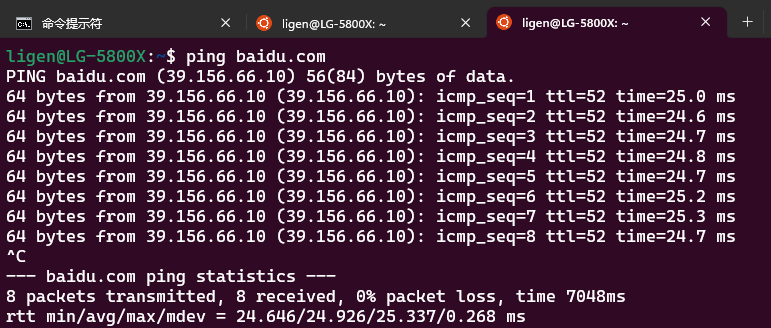 命令提示符
ligen@LG-5800X: ~
ligen@LG-5800X: ~
ligen@LG-5800X:~$ ping baidu.com
PING baidu.com (39.156.66.10) 56(84) bytes of data.
64 bytes from 39.156.66.10 (39.156.66.10): icmp_seq=1 ttl=52 time=25.0 ms
64 bytes from 39.156.66.10 (39.156.66.10): icmp_seq=2 ttl=52 time=24.6 ms
64 bytes from 39.156.66.10 (39.156.66.10): icmp_seq=3 ttl=52 time=24.7 ms
64 bytes from 39.156.66.10 (39.156.66.10): icmp_seq=4 ttl=52 time=24.8 ms
64 bytes from 39.156.66.10 (39.156.66.10): icmp_seq=5 ttl=52 time=24.7 ms
64 bytes from 39.156.66.10 (39.156.66.10): icmp_seq=6 ttl=52 time=25.2 ms
64 bytes from 39.156.66.10 (39.156.66.10): icmp_seq=7 ttl=52 time=25.3 ms
64 bytes from 39.156.66.10 (39.156.66.10): icmp_seq=8 ttl=52 time=24.7 ms
^C
--- baidu.com ping statistics ---
8 packets transmitted, 8 received, 0% packet loss, time 7048ms
rtt min/avg/max/mdev = 24.646/24.926/25.337/0.268 ms